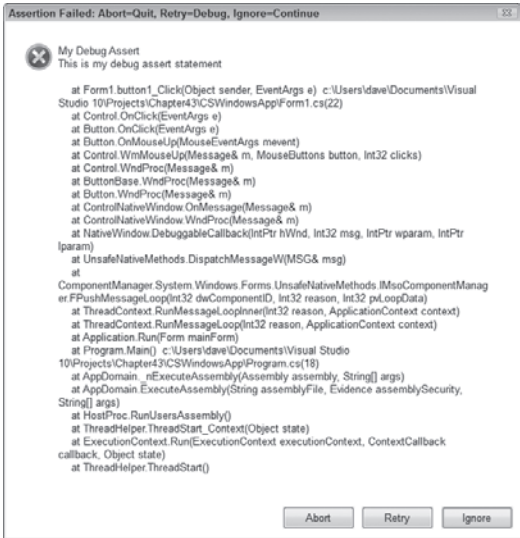 Assertion Failed: Abort=Quit, Retry=Debug, Ignore=Continue
My Debug Assert
This is my debug assert statement
at Form1.button1_Click(Object sender, EventArgs e) c:\Users\dave\Documents\Visual
Studio 10\Projects\Chapter43\CSWindowsApp\Form1.cs(22)
at Control.OnClick(EventArgs e)
at Button.OnClick(EventArgs e)
at Button.OnMouseUp(MouseEventArgs mevent)
at Control.WmMouseUp(Message& m, MouseButtons button, Int32 clicks)
at Control.WndProc(Message& m)
at ButtonBase.WndProc(Message& m)
at Button.WndProc(Message& m)
at ControlNativeWindow.OnMessage(Message& m)
at ControlNativeWindow.WndProc(Message& m)
at NativeWindow.DebuggableCallback(IntPtr hWnd, Int32 msg, IntPtr wparam, IntPtr
lparam)
at UnsafeNativeMethods.DispatchMessageW(MSG& msg)
at
ComponentManager.System.Windows.Forms.UnsafeNativeMethods.IMsoComponentManag
er.FPushMessageLoop(Int32 dwComponentID, Int32 reason, Int32 pvLoopData)
at ThreadContext.RunMessageLoopInner(Int32 reason, ApplicationContext context)
at ThreadContext.RunMessageLoop(Int32 reason, ApplicationContext context)
at Application.Run(Form mainForm)
at Program.Main() c:\Users\dave\Documents\Visual Studio
10\Projects\Chapter43\CSWindowsApp\Program.cs(18)
at AppDomain._nExecuteAssembly(Assembly assembly, String[] args)
at AppDomain.ExecuteAssembly(String assemblyFile, Evidence assemblySecurity,
String[] args)
at HostProc.RunUsersAssembly()
at ThreadHelper.ThreadStart_Context(Object state)
at ExecutionContext.Run(ExecutionContext executionContext, ContextCallback
callback, Object state)
at ThreadHelper.ThreadStart()
Abort Retry Ignore